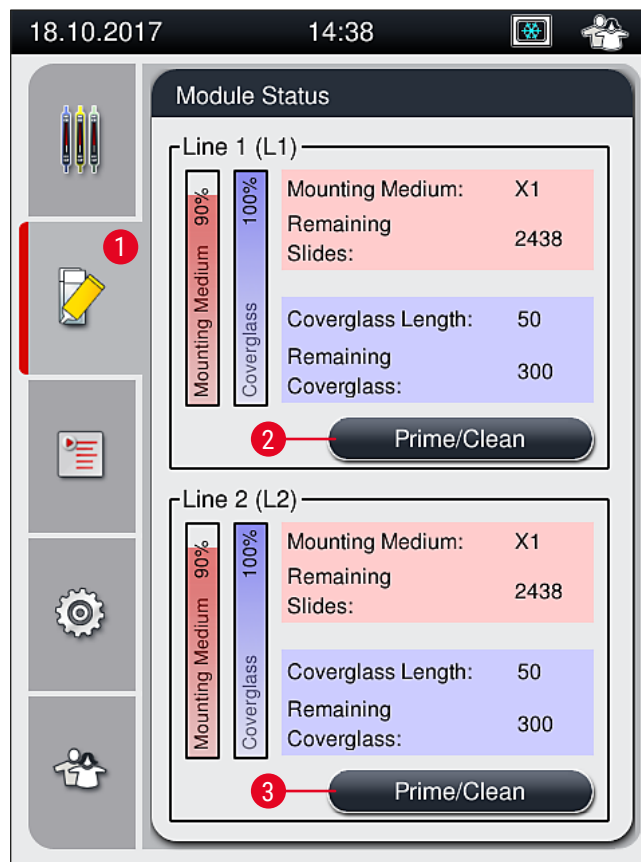 18.10.2017 14:38
Module Status
Line 1 (L1)
Mounting Medium 90%
Coverglass 100%
Mounting Medium: X1
Remaining
Slides: 2438
Coverglass Length: 50
Remaining
Coverglass: 300
Prime/Clean
Line 2 (L2)
Mounting Medium 90%
Coverglass 100%
Mounting Medium: X1
Remaining
Slides: 2438
Coverglass Length: 50
Remaining
Coverglass: 300
Prime/Clean
1
2
3